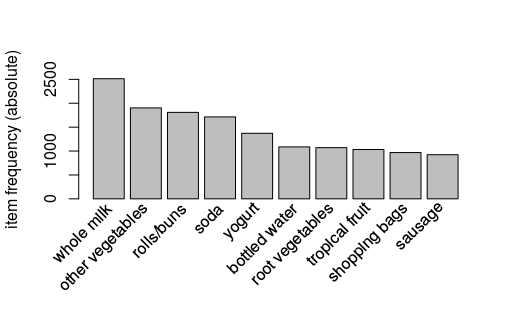 item frequency (absolute)
2500
1000
0
whole milk
other vegetables
rolls/buns
soda
yogurt
bottled water
root vegetables
tropical fruit
shopping bags
sausage